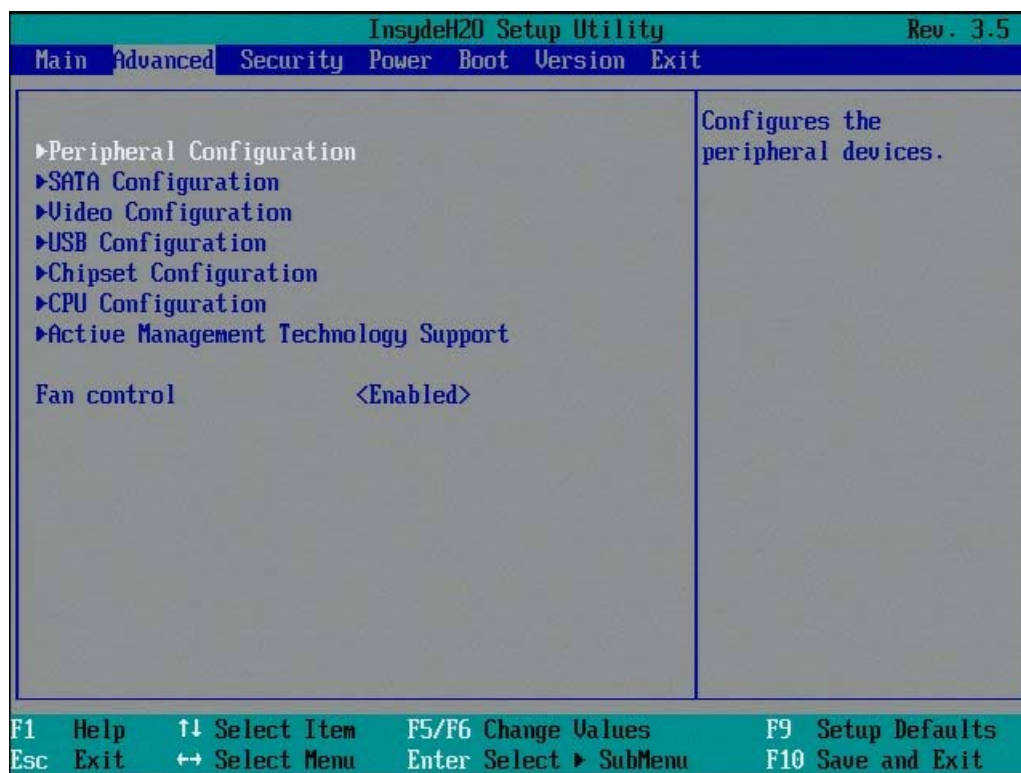 InsydeH2O Setup Utility Rev. 3.5
Main Advanced Security Power Boot Version Exit
▶Peripheral Configuration
▶SATA Configuration
▶Video Configuration
▶USB Configuration
▶Chipset Configuration
▶CPU Configuration
▶Active Management Technology Support
Fan control <Enabled>
Configures the
peripheral devices.
F1 Help ↑↓ Select Item F5/F6 Change Values F9 Setup Defaults
Esc Exit ↔ Select Menu Enter Select ▶ SubMenu F10 Save and Exit